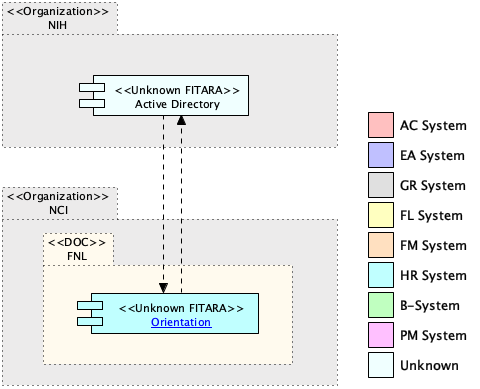 <<Organization>>
NIH
<<Unknown FITARA>>
Active Directory
<<Organization>>
NCI
<<DOC>>
FNL
<<Unknown FITARA>>
Orientation
AC System
EA System
GR System
FL System
FM System
HR System
B-System
PM System
Unknown